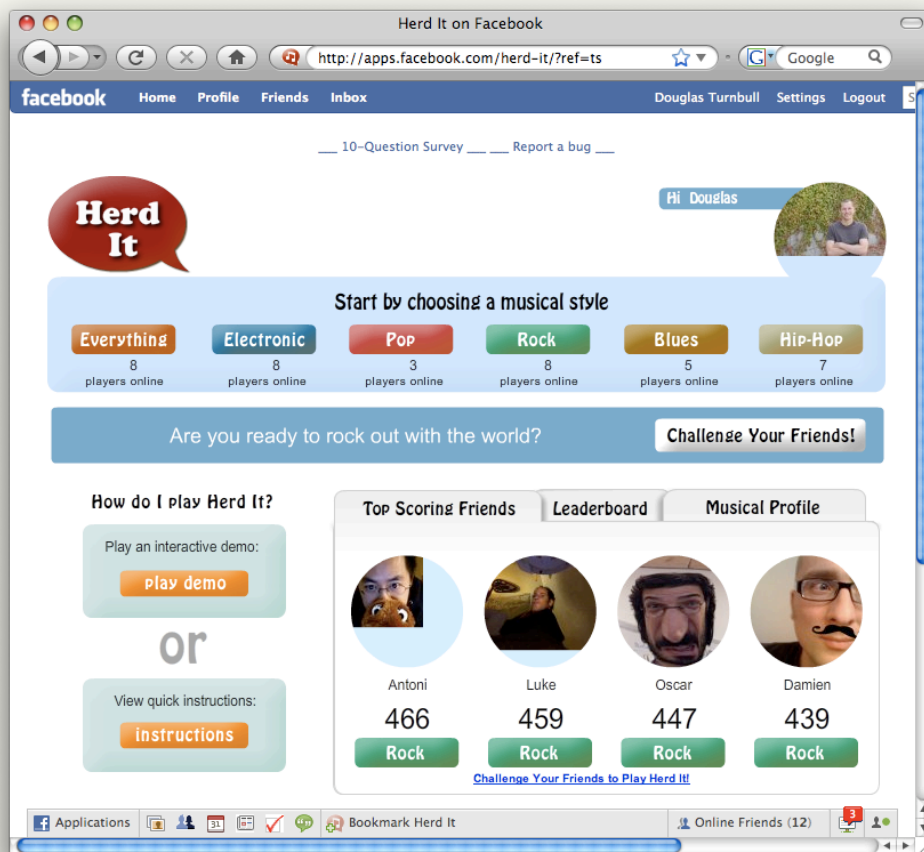 Herd It on Facebook
http://apps.facebook.com/herd-it/?ref=ts
G Google
facebook Home Profile Friends Inbox Douglas Turnbull Settings Logout S
___ 10-Question Survey ___ ___ Report a bug ___
Herd
It
Hi Douglas
Start by choosing a musical style
Everything Electronic Pop Rock Blues Hip-Hop
8 8 3 8 5 7
players online players online players online players online players online players online
Are you ready to rock out with the world? Challenge Your Friends!
How do I play Herd It?
Play an interactive demo:
play demo
or
View quick instructions:
instructions
Top Scoring Friends Leaderboard Musical Profile
Antoni Luke Oscar Damien
466 459 447 439
Rock Rock Rock Rock
Challenge Your Friends to Play Herd It!
f Applications 31 Bookmark Herd It Online Friends (12) 3